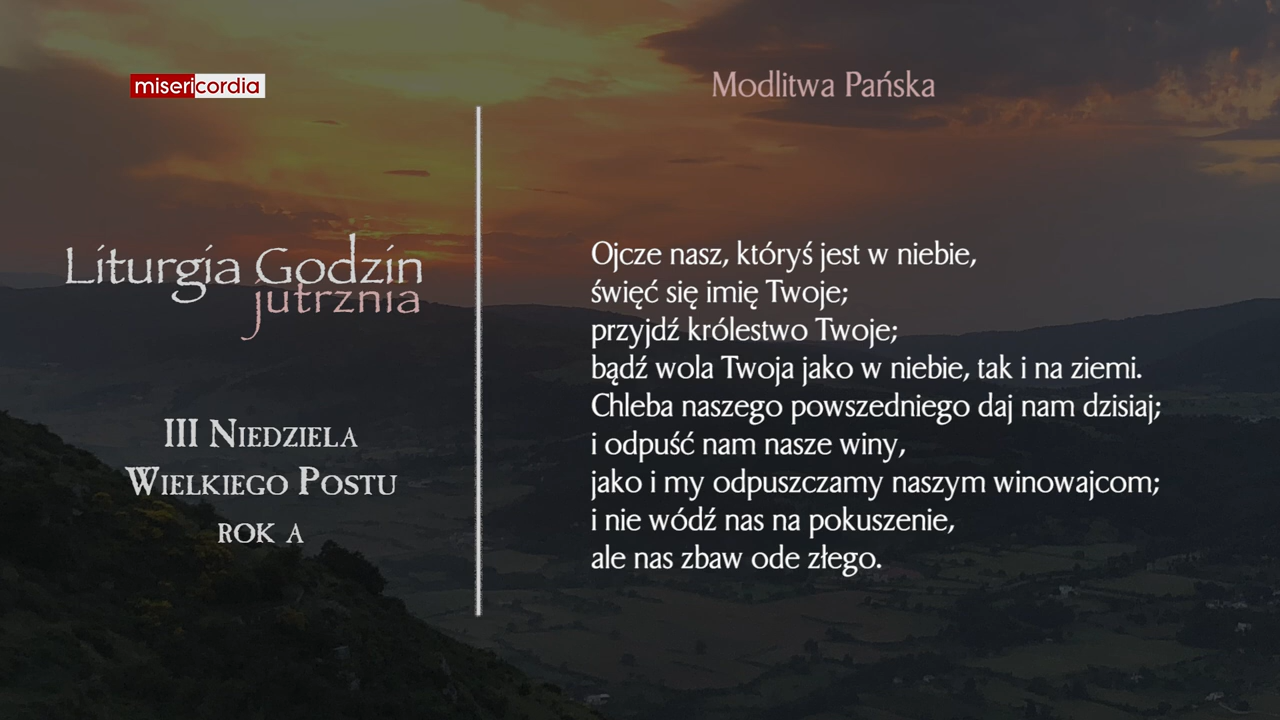 misericordia
Liturgia Godzin
jutrznia
III Niedziela
Wielkiego Postu
rok A
Modlitwa Pańska
Ojcze nasz, któryś jest w niebie,
święć się imię Twoje;
przyjdź królestwo Twoje;
bądź wola Twoja jako w niebie, tak i na ziemi.
Chleba naszego powszedniego daj nam dzisiaj;
i odpuść nam nasze winy,
jako i my odpuszczamy naszym winowajcom;
i nie wódź nas na pokuszenie,
ale nas zbaw ode złego.